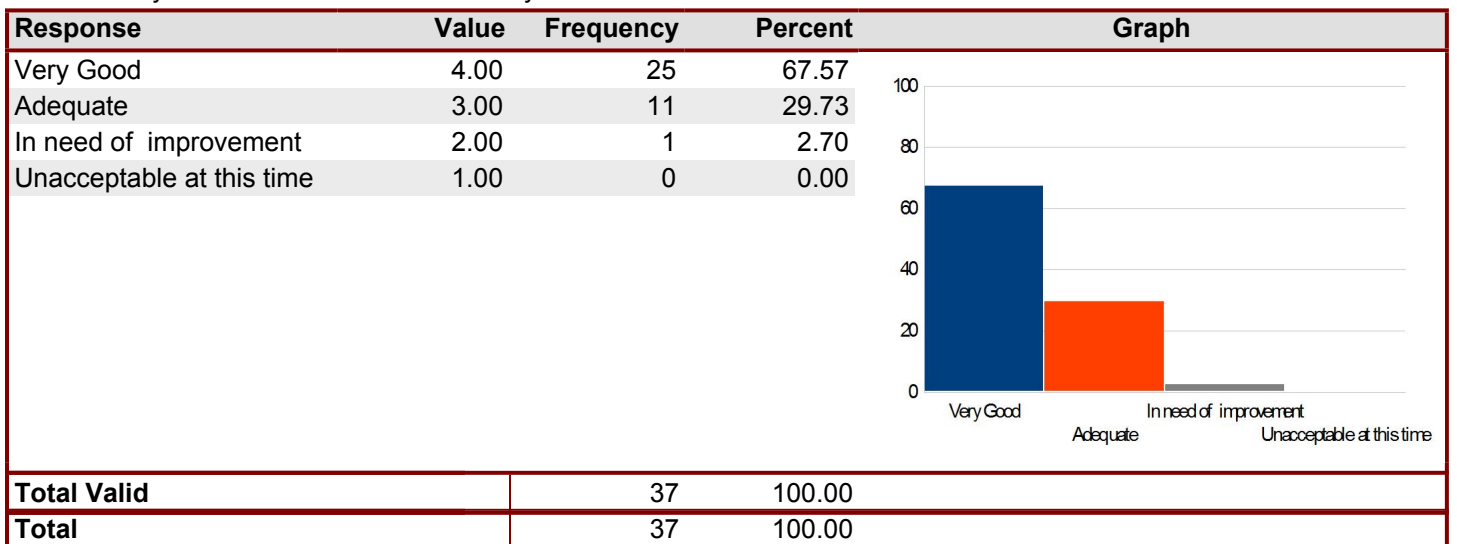 Response Value Frequency Percent Graph
Very Good 4.00 25 67.57
Adequate 3.00 11 29.73
In need of improvement 2.00 1 2.70
Unacceptable at this time 1.00 0 0.00
100
80
60
40
20
0
Very Good In need of improvement
Adequate Unacceptable at this time
Total Valid 37 100.00
Total 37 100.00